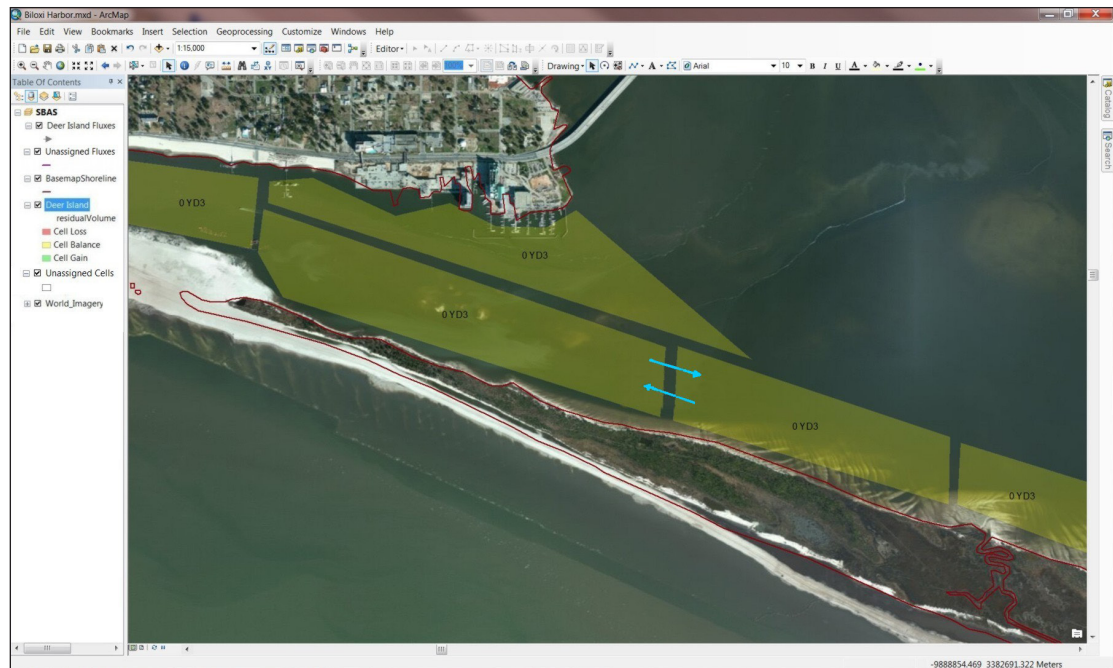 Biloxi Harbor.mxd - ArcMap
File Edit View Bookmarks Insert Selection Geoprocessing Customize Windows Help
1:15,000 Editor
Drawing A Arial 10 B I U A
Table Of Contents
SBAS
Deer Island Fluxes
Unassigned Fluxes
BasemapShoreline
Deer Island
residualVolume
Cell Loss
Cell Balance
Cell Gain
Unassigned Cells
World_Imagery
0 YD3
0 YD3
0 YD3
0 YD3
0 YD3
Catalog
Search
-9888854.469 3382691.322 Meters